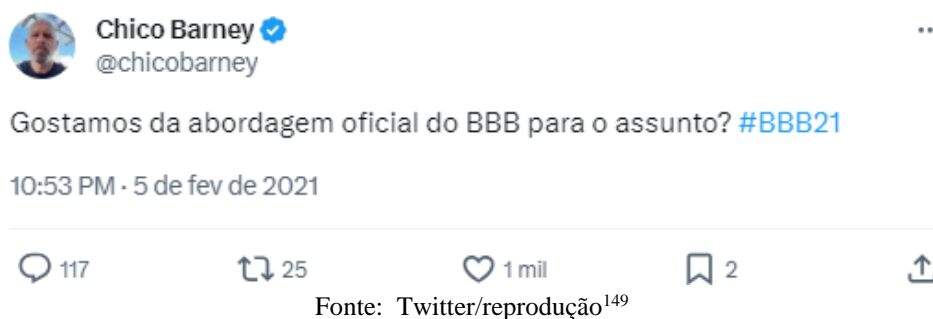 Chico Barney
@chicobarney
Gostamos da abordagem oficial do BBB para o assunto? #BBB21
10:53 PM · 5 de fev de 2021
117 25 1 mil 2
Fonte: Twitter/reprodução149